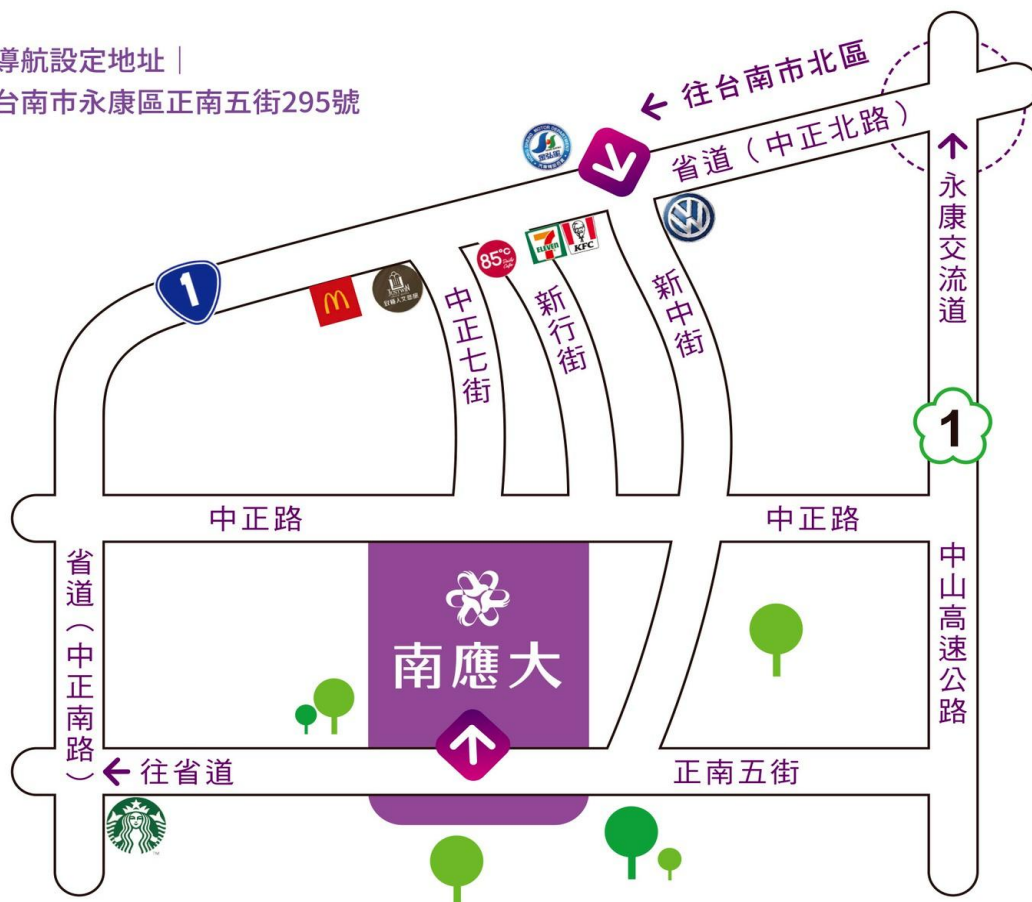 導航設定地址|
台南市永康區正南五街295號
← 往台南市北區
省道（中正北路）
永康交流道
1
85°C
7
ELEVEN
KFC
中正七街
新行街
新中街
1
中正路
中正路
省道（中正南路）
南應大
中山高速公路
← 往省道
正南五街